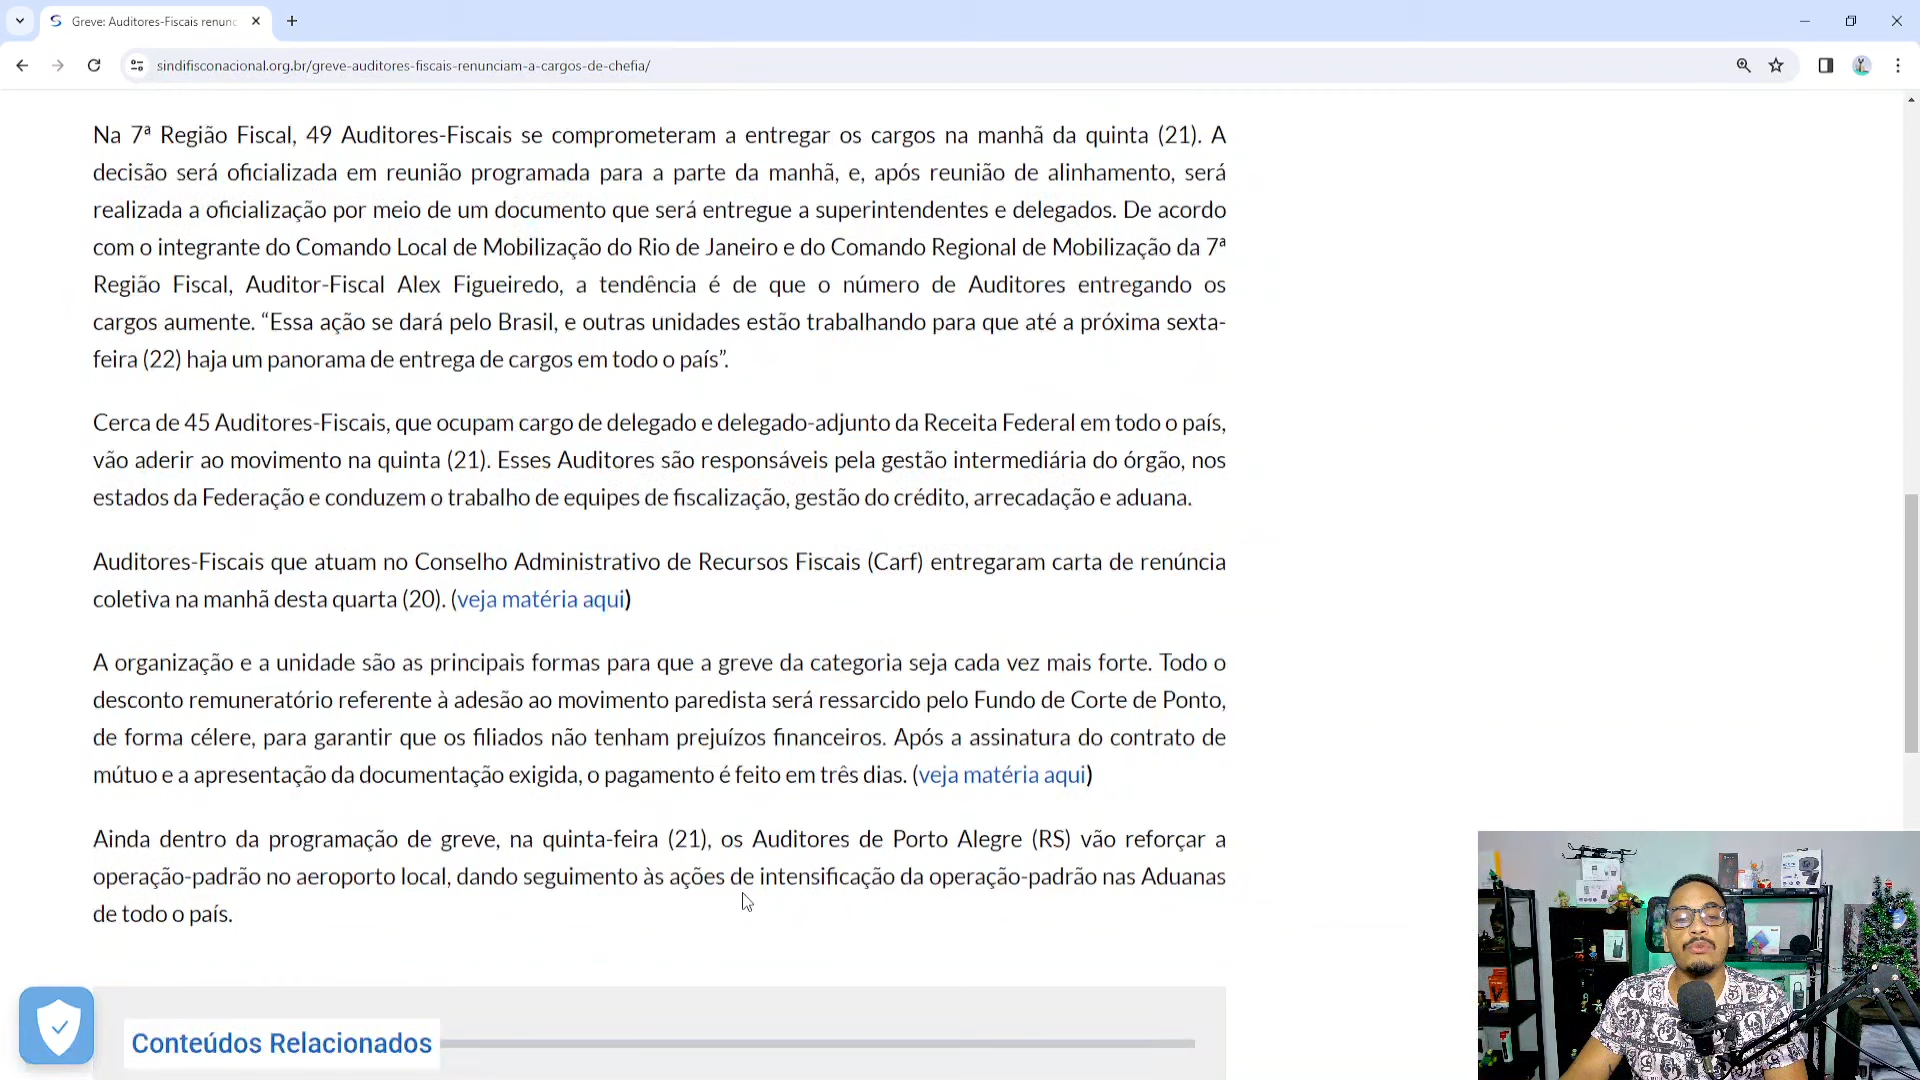 Greve: Auditores-Fiscais renunc
sindifisconacional.org.br/greve-auditores-fiscais-renunciam-a-cargos-de-chefia/
Na 7ª Região Fiscal, 49 Auditores-Fiscais se comprometeram a entregar os cargos na manhã da quinta (21). A
decisão será oficializada em reunião programada para a parte da manhã, e, após reunião de alinhamento, será
realizada a oficialização por meio de um documento que será entregue a superintendentes e delegados. De acordo
com o integrante do Comando Local de Mobilização do Rio de Janeiro e do Comando Regional de Mobilização da 7ª
Região Fiscal, Auditor-Fiscal Alex Figueiredo, a tendência é de que o número de Auditores entregando os
cargos aumente. “Essa ação se dará pelo Brasil, e outras unidades estão trabalhando para que até a próxima sexta-
feira (22) haja um panorama de entrega de cargos em todo o país”.
Cerca de 45 Auditores-Fiscais, que ocupam cargo de delegado e delegado-adjunto da Receita Federal em todo o país,
vão aderir ao movimento na quinta (21). Esses Auditores são responsáveis pela gestão intermediária do órgão, nos
estados da Federação e conduzem o trabalho de equipes de fiscalização, gestão do crédito, arrecadação e aduana.
Auditores-Fiscais que atuam no Conselho Administrativo de Recursos Fiscais (Carf) entregaram carta de renúncia
coletiva na manhã desta quarta (20). (veja matéria aqui)
A organização e a unidade são as principais formas para que a greve da categoria seja cada vez mais forte. Todo o
desconto remuneratório referente à adesão ao movimento paredista será ressarcido pelo Fundo de Corte de Ponto,
de forma célere, para garantir que os filiados não tenham prejuízos financeiros. Após a assinatura do contrato de
mútuo e a apresentação da documentação exigida, o pagamento é feito em três dias. (veja matéria aqui)
Ainda dentro da programação de greve, na quinta-feira (21), os Auditores de Porto Alegre (RS) vão reforçar a
operação-padrão no aeroporto local, dando seguimento às ações de intensificação da operação-padrão nas Aduanas
de todo o país.
Conteúdos Relacionados